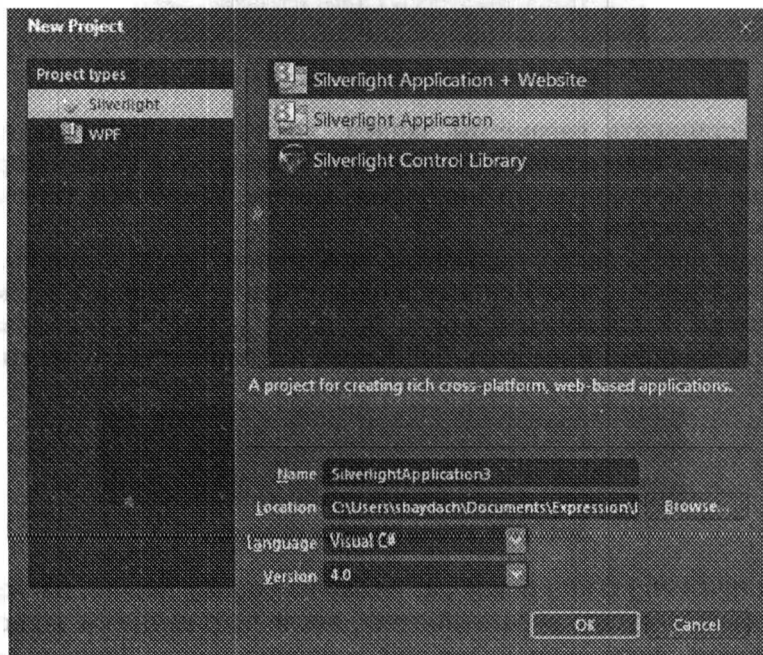 New Project
Project types
Silverlight
WPF
Silverlight Application + Website
Silverlight Application
Silverlight Control Library
A project for creating rich cross-platform, web-based applications.
Name SilverlightApplication3
Location C:\Users\sbaydach\Documents\Expression\ Browse...
Language Visual C#
Version 4.0
OK Cancel